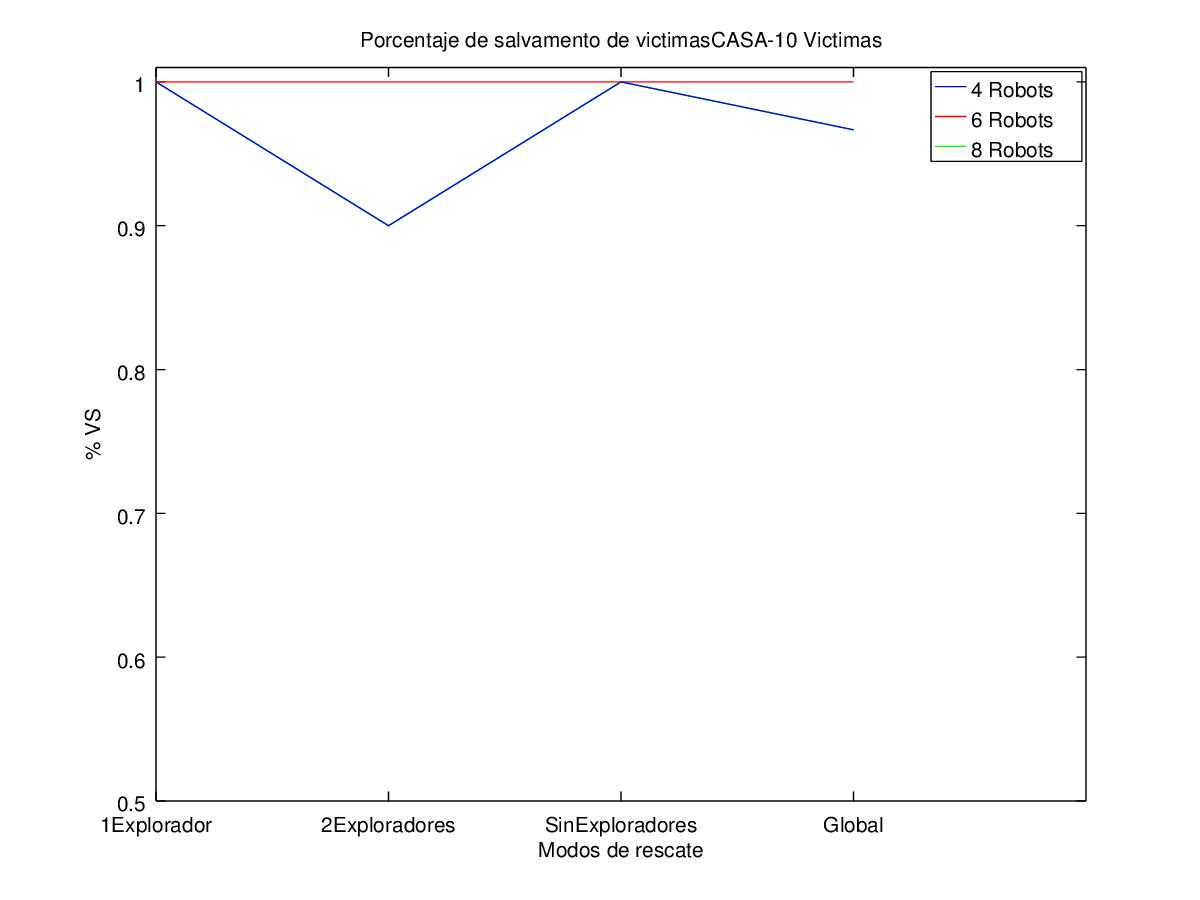 Porcentaje de salvamento de victimasCASA-10 Victimas
1
0.9
0.8
0.7
0.6
0.5
% VS
4 Robots
6 Robots
8 Robots
1Explorador
2Exploradores
SinExploradores
Global
Modos de rescate